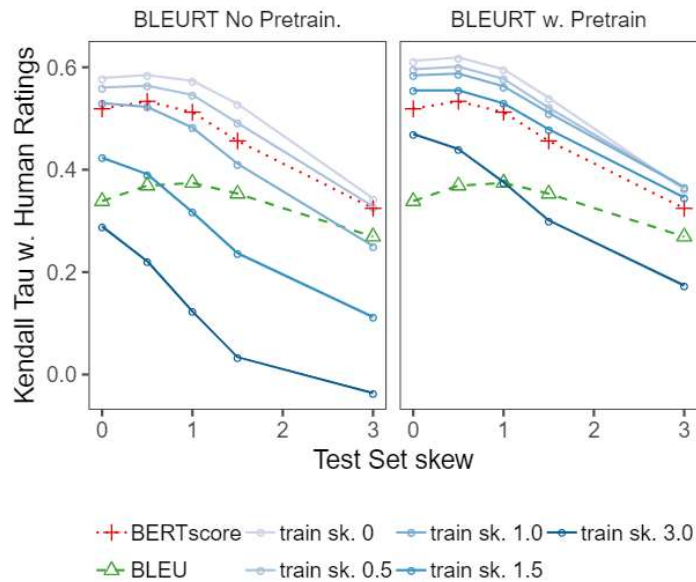 BLEURT No Pretrain. BLEURT w. Pretrain
Kendall Tau w. Human Ratings
0.6
0.4
0.2
0.0
0 1 2 3 0 1 2 3
Test Set skew
BERTscore train sk. 0 train sk. 1.0 train sk. 3.0
BLEU train sk. 0.5 train sk. 1.5